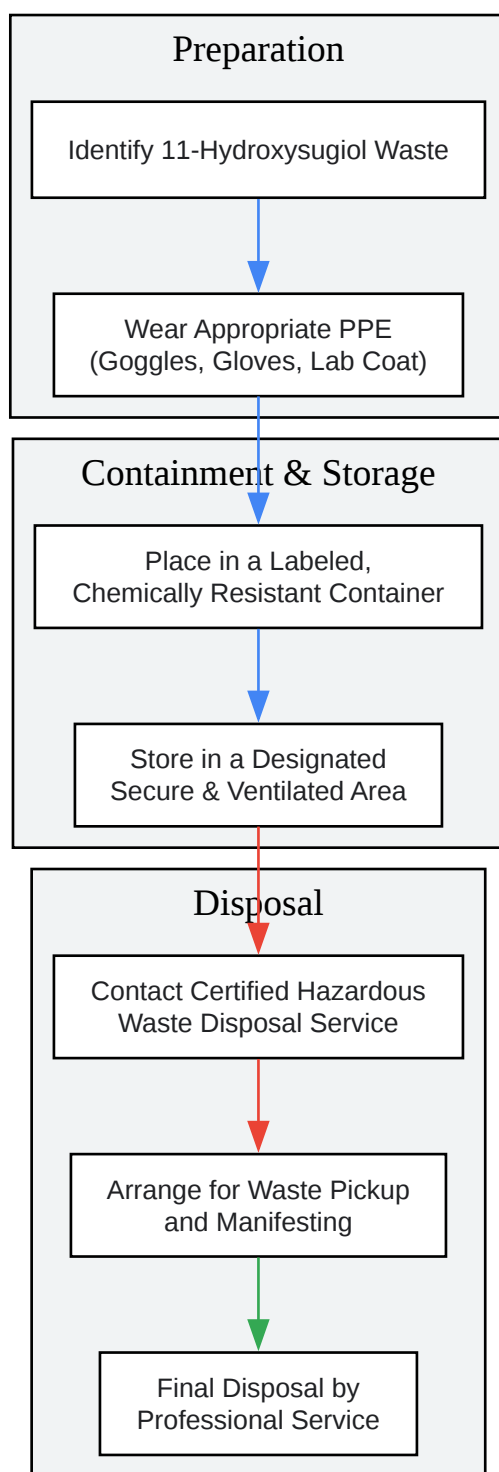 Preparation
Identify 11-Hydroxysugiol Waste
Wear Appropriate PPE
(Goggles, Gloves, Lab Coat)
Containment & Storage
Place in a Labeled,
Chemically Resistant Container
Store in a Designated
Secure & Ventilated Area
Disposal
Contact Certified Hazardous
Waste Disposal Service
Arrange for Waste Pickup
and Manifesting
Final Disposal by
Professional Service